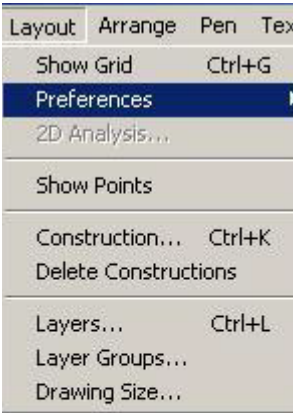 Layout Arrange Pen Tex
Show Grid Ctrl+G
Preferences
2D Analysis...
Show Points
Construction... Ctrl+K
Delete Constructions
Layers... Ctrl+L
Layer Groups...
Drawing Size...